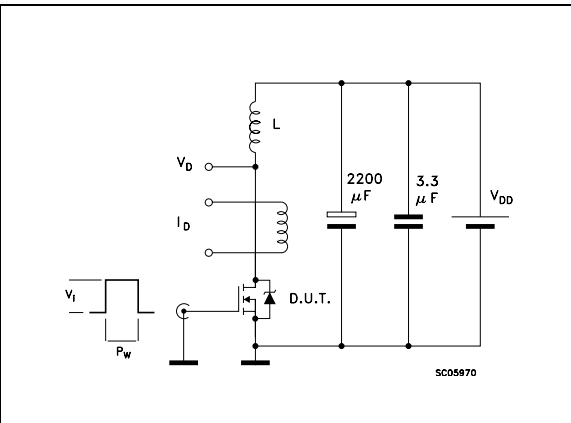 L
V_D
2200 μF
3.3 μF
V_DD
I_D
D.U.T.
V_i
P_W
SC05970